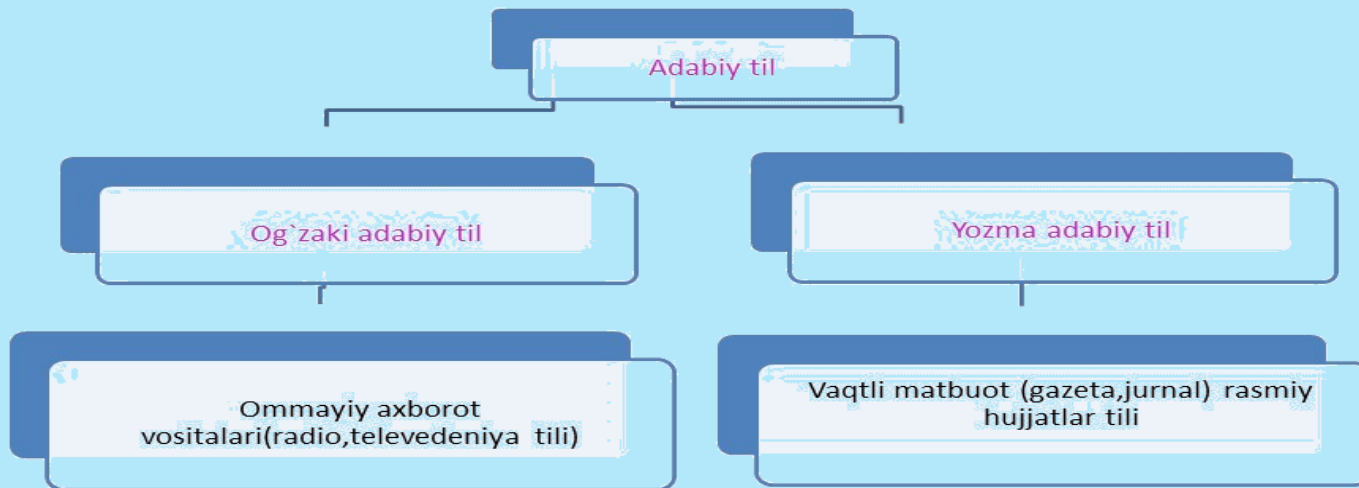 Adabiy til
Og`zaki adabiy til
Yozma adabiy til
Ommayiy axborot
vositalari(radio,televedeniya tili)
Vaqtli matbuot (gazeta,jurnal) rasmiy
hujjatlar tili